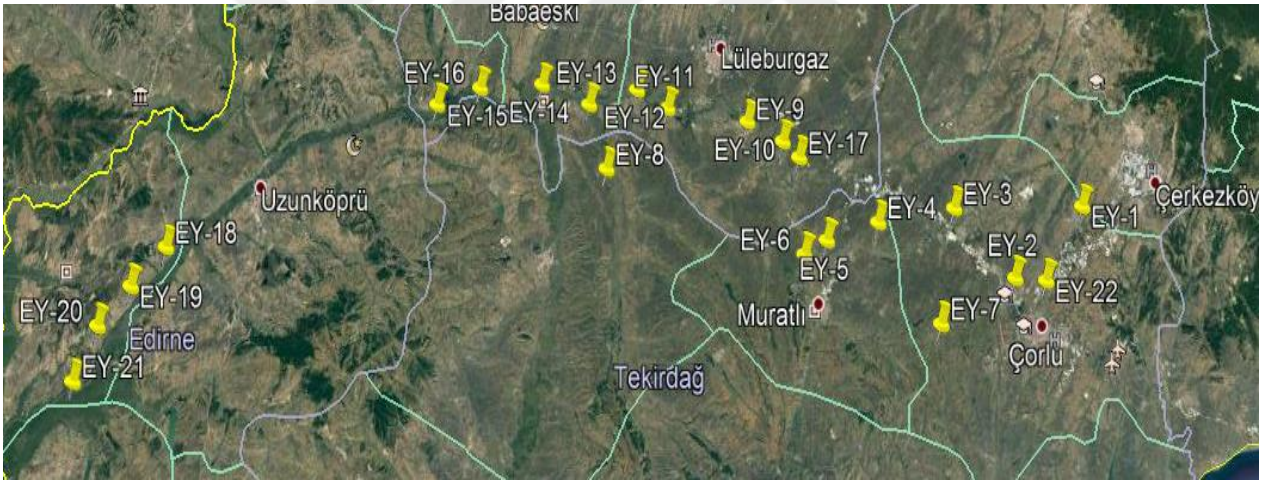 Babaeski
Lüleburgaz
EY-16
EY-13
EY-11
EY-15
EY-14
EY-12
EY-9
EY-10
EY-17
EY-8
Uzunköprü
Çerkezköy
EY-3
EY-1
EY-4
EY-18
EY-6
EY-5
EY-2
EY-22
EY-19
EY-20
Muratlı
EY-7
Edirne
Çorlu
EY-21
Tekirdağ